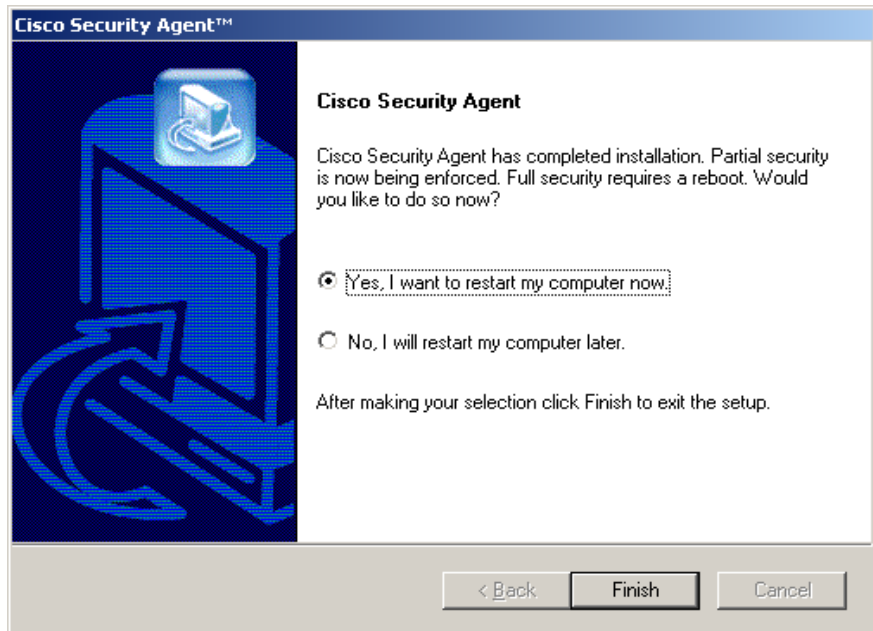 Cisco Security Agent™
Cisco Security Agent
Cisco Security Agent has completed installation. Partial security
is now being enforced. Full security requires a reboot. Would
you like to do so now?
Yes, I want to restart my computer now.
No, I will restart my computer later.
After making your selection click Finish to exit the setup.
< Back
Finish
Cancel